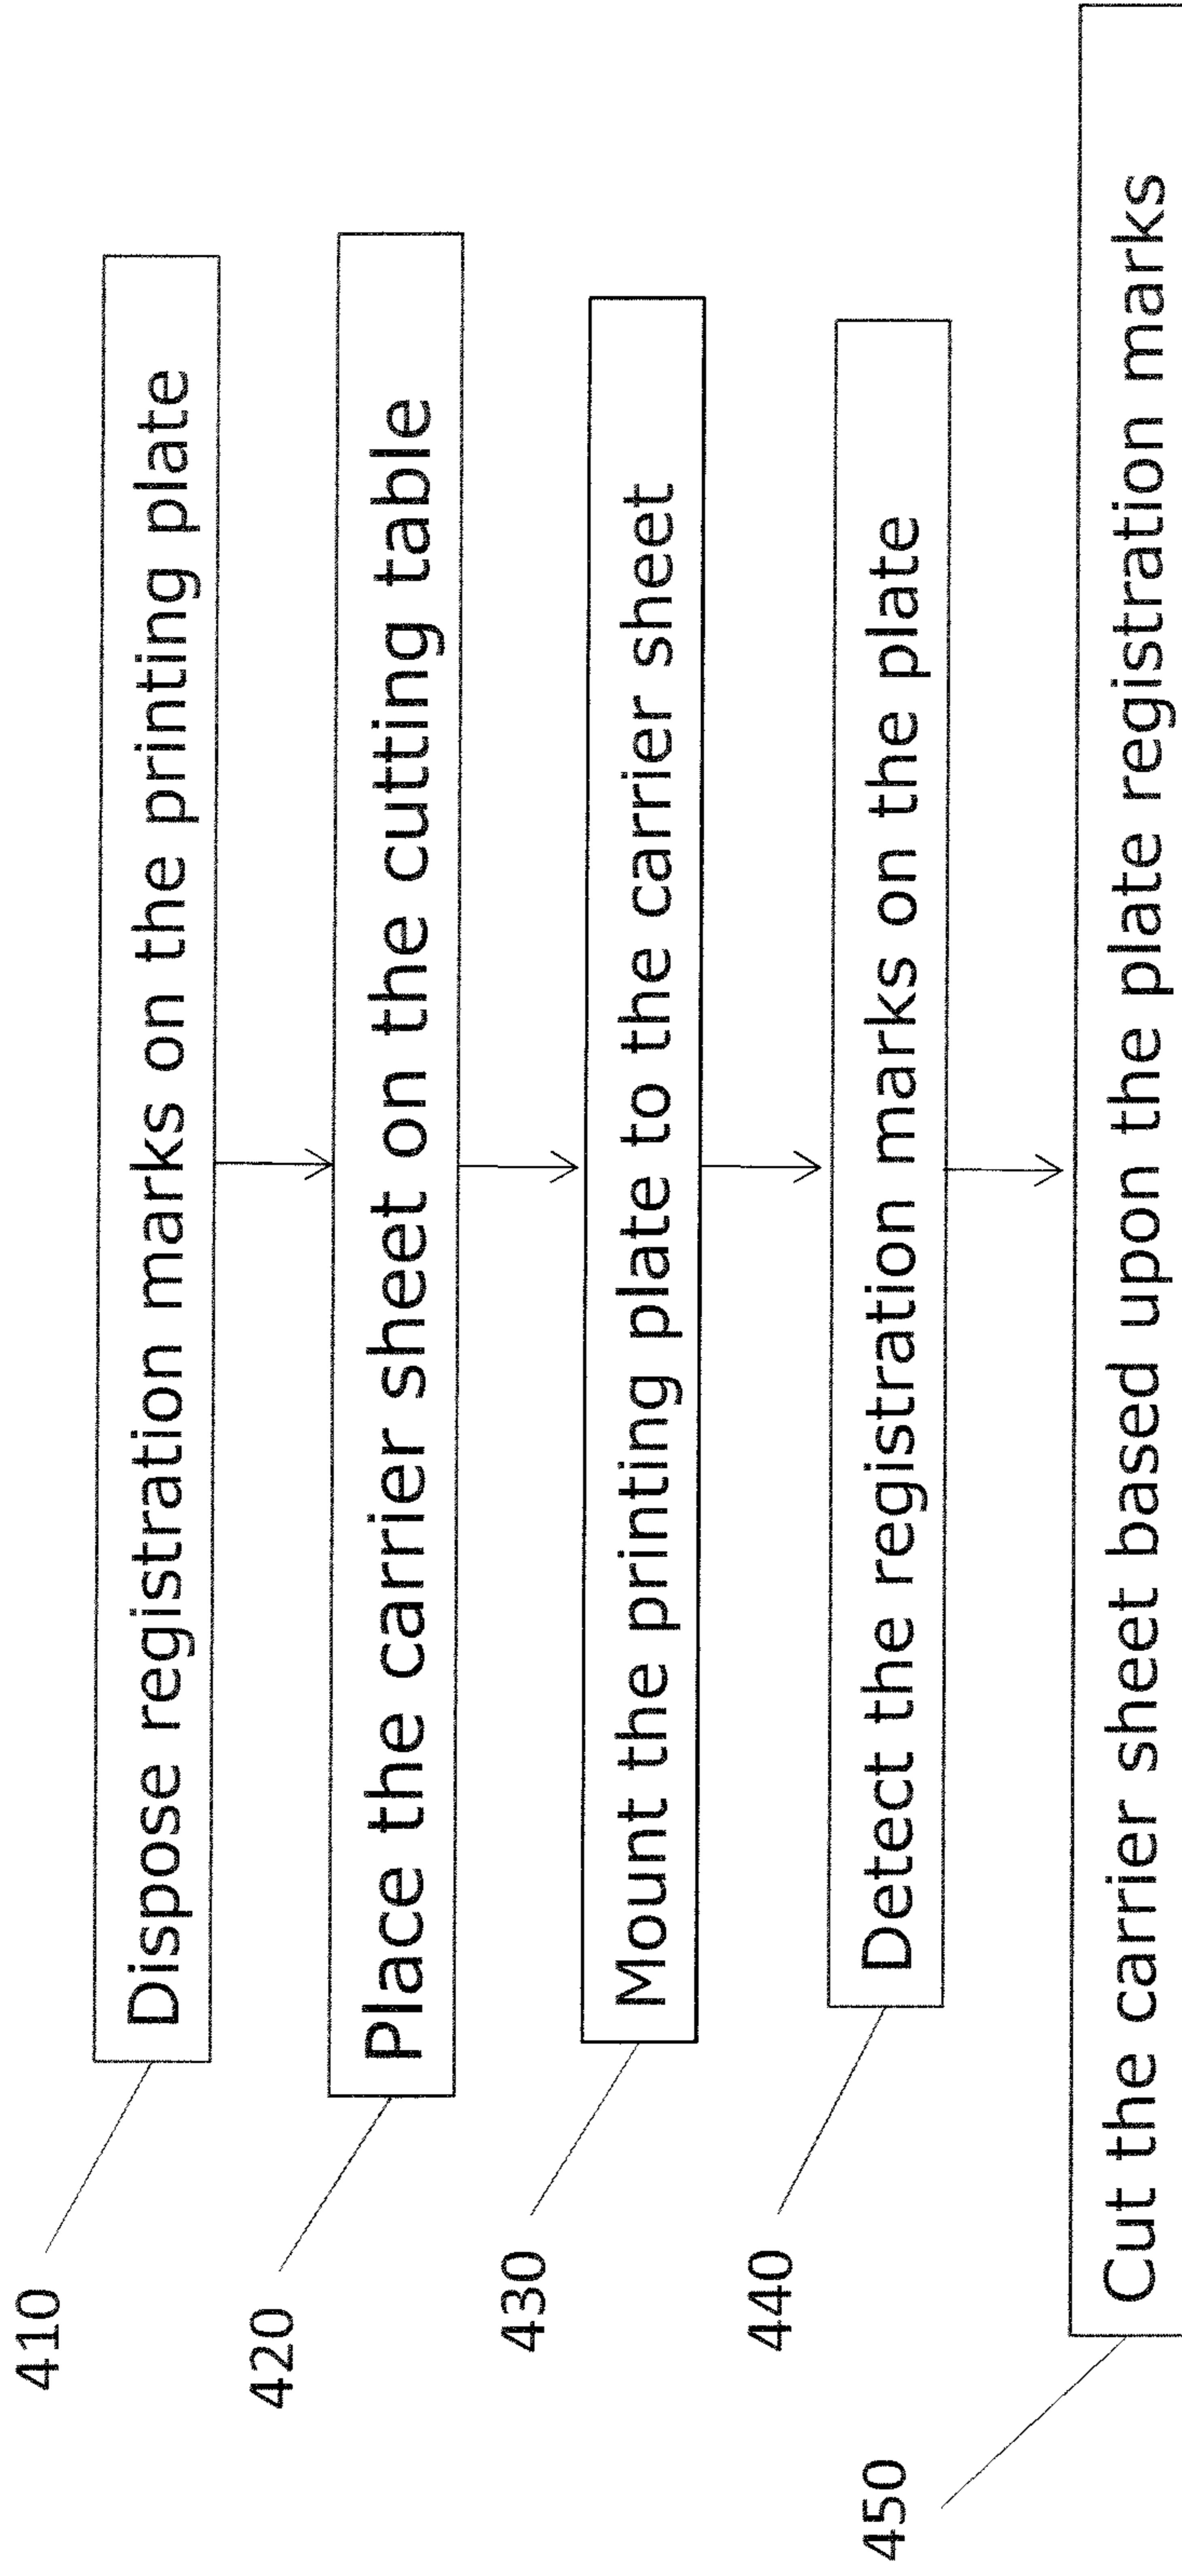 410
Dispose registration marks on the printing plate
420
Place the carrier sheet on the cutting table
430
Mount the printing plate to the carrier sheet
440
Detect the registration marks on the plate
450
Cut the carrier sheet based upon the plate registration marks